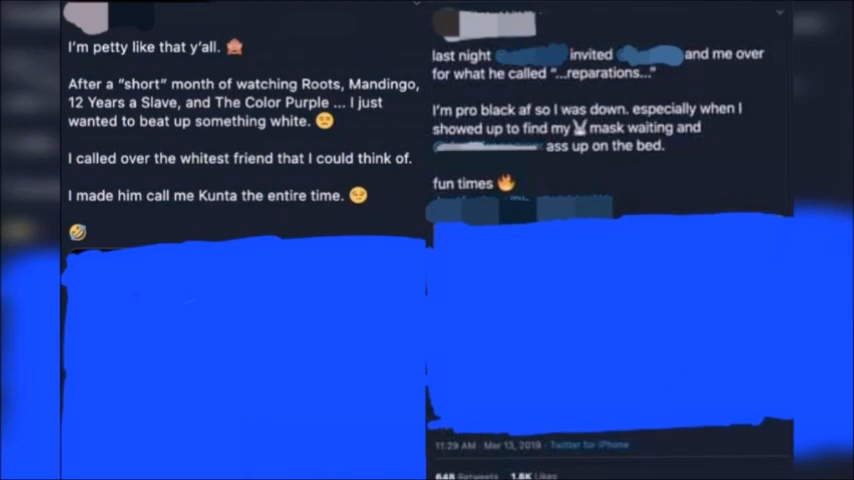 I'm petty like that y'all. 🙈
After a "short" month of watching Roots, Mandingo,
12 Years a Slave, and The Color Purple ... I just
wanted to beat up something white. 😒
I called over the whitest friend that I could think of.
I made him call me Kunta the entire time. 😏
🤣
last night invited and me over
for what he called "...reparations..."
I'm pro black af so I was down. especially when I
showed up to find my 🐰 mask waiting and
ass up on the bed.
fun times 🔥
11:29 AM · Mar 13, 2019 · Twitter for iPhone
Retweets 1.6K Likes